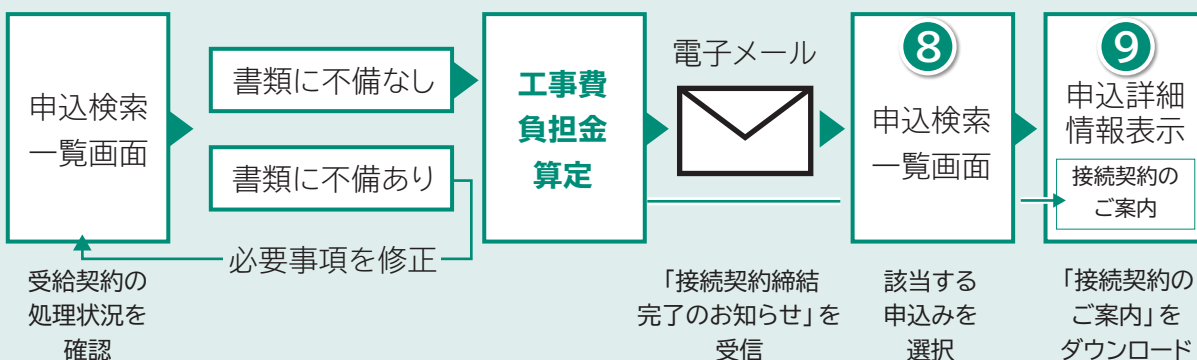 申込検索
一覧画面
書類に不備なし
書類に不備あり
必要事項を修正
受給契約の
処理状況を
確認
工事費
負担金
算定
電子メール
「接続契約締結
完了のお知らせ」を
受信
8
申込検索
一覧画面
該当する
申込みを
選択
9
申込詳細
情報表示
接続契約の
ご案内
「接続契約の
ご案内」を
ダウンロード